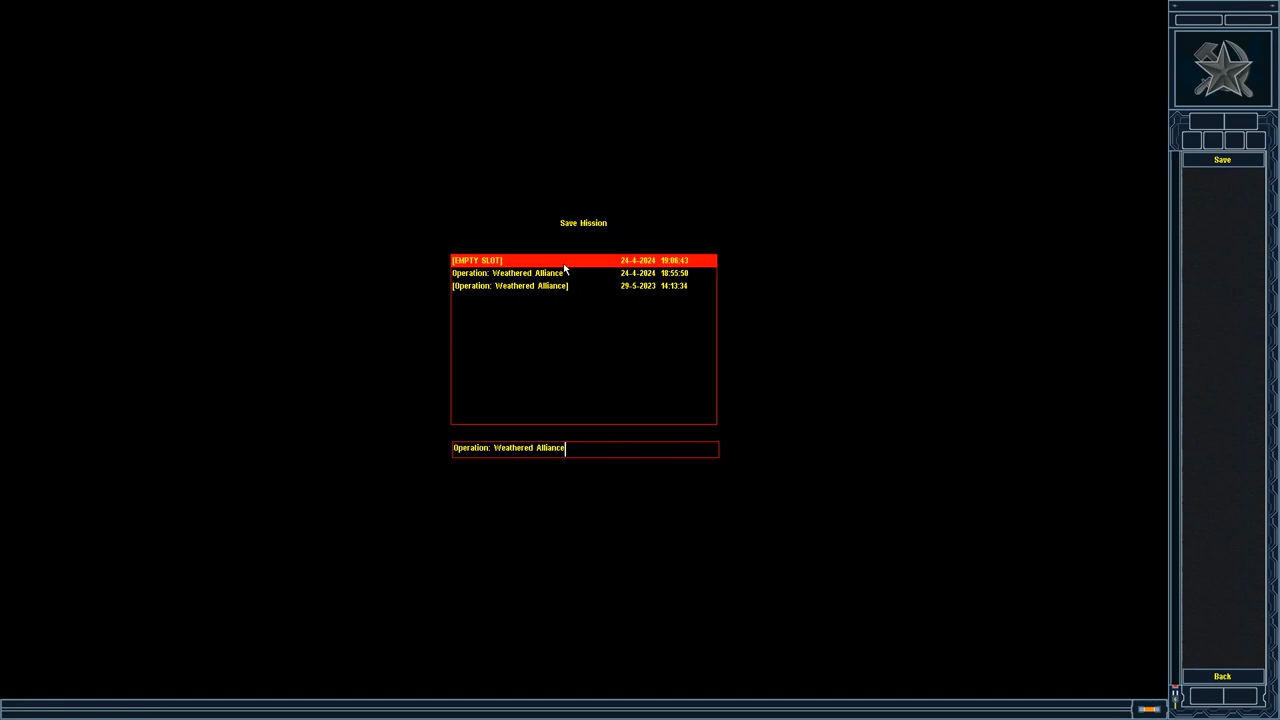 Save
Save Mission
[EMPTY SLOT] 24-4-2024 19:06:43
Operation: Weathered Alliance 24-4-2024 18:55:50
[Operation: Weathered Alliance] 29-5-2023 14:13:34
Operation: Weathered Alliance
Back